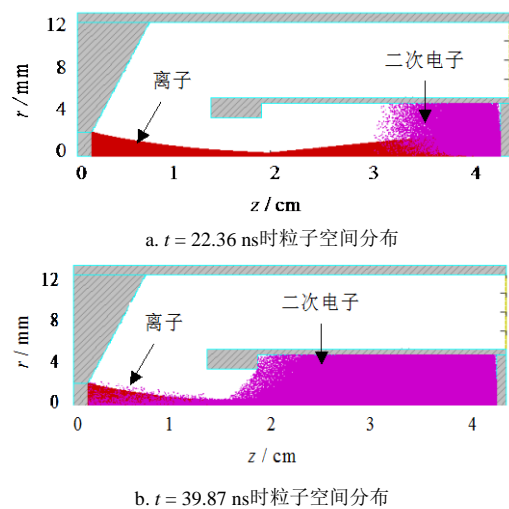 12
8
4
0
r / mm
离子
二次电子
0 1 2 3 4
z / cm
a. t = 22.36 ns时粒子空间分布
12
8
4
0
r / mm
离子
二次电子
0 1 2 3 4
z / cm
b. t = 39.87 ns时粒子空间分布